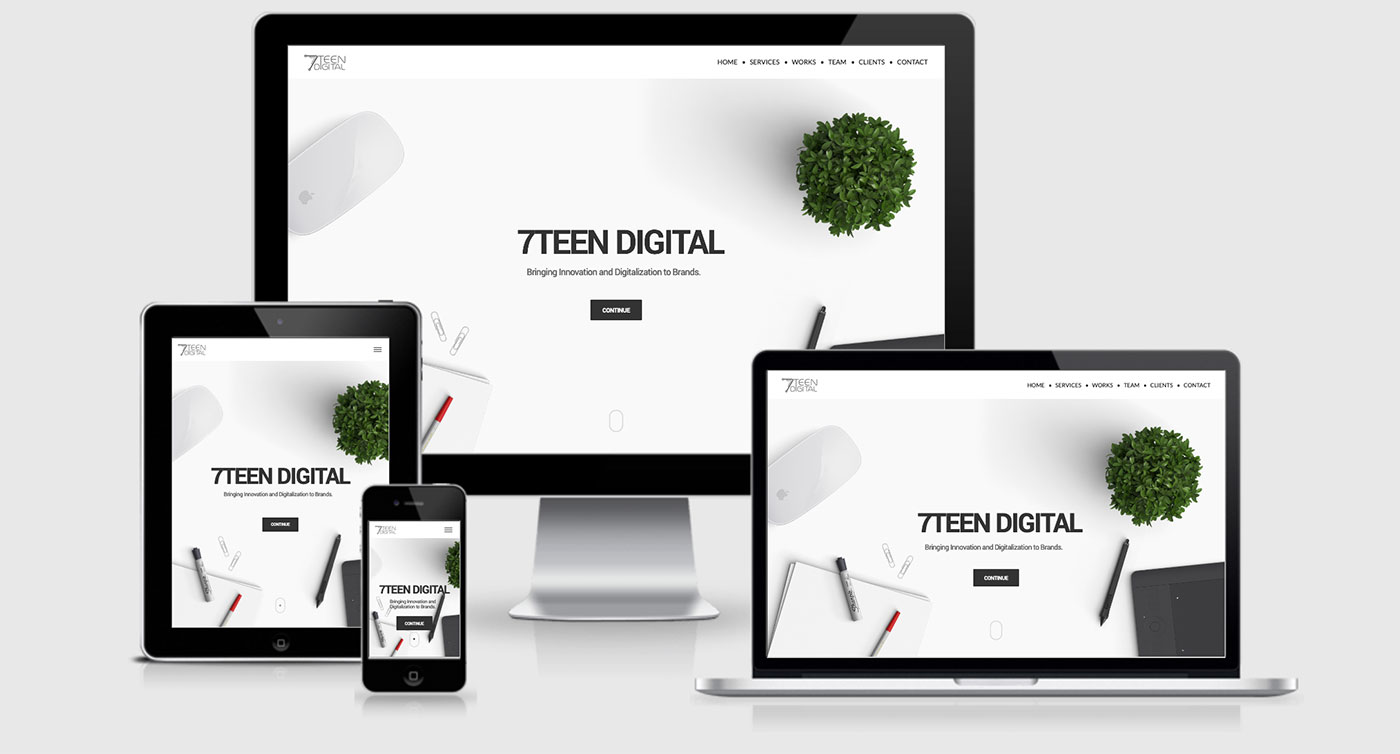 7TEEN
DIGITAL
HOME • SERVICES • WORKS • TEAM • CLIENTS • CONTACT
7TEEN DIGITAL
Bringing Innovation and Digitalization to Brands.
CONTINUE
7TEEN
DIGITAL
7TEEN DIGITAL
Bringing Innovation and Digitalization to Brands.
CONTINUE
7TEEN
DIGITAL
7TEEN DIGITAL
Bringing Innovation and
Digitalization to Brands.
CONTINUE
7TEEN
DIGITAL
HOME • SERVICES • WORKS • TEAM • CLIENTS • CONTACT
7TEEN DIGITAL
Bringing Innovation and Digitalization to Brands.
CONTINUE